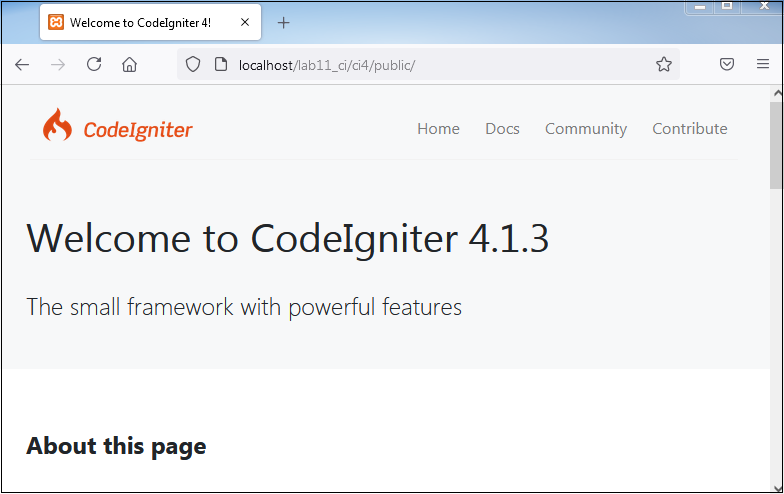 Welcome to CodeIgniter 4!
localhost/lab11_ci/ci4/public/
CodeIgniter Home Docs Community Contribute
Welcome to CodeIgniter 4.1.3
The small framework with powerful features
About this page